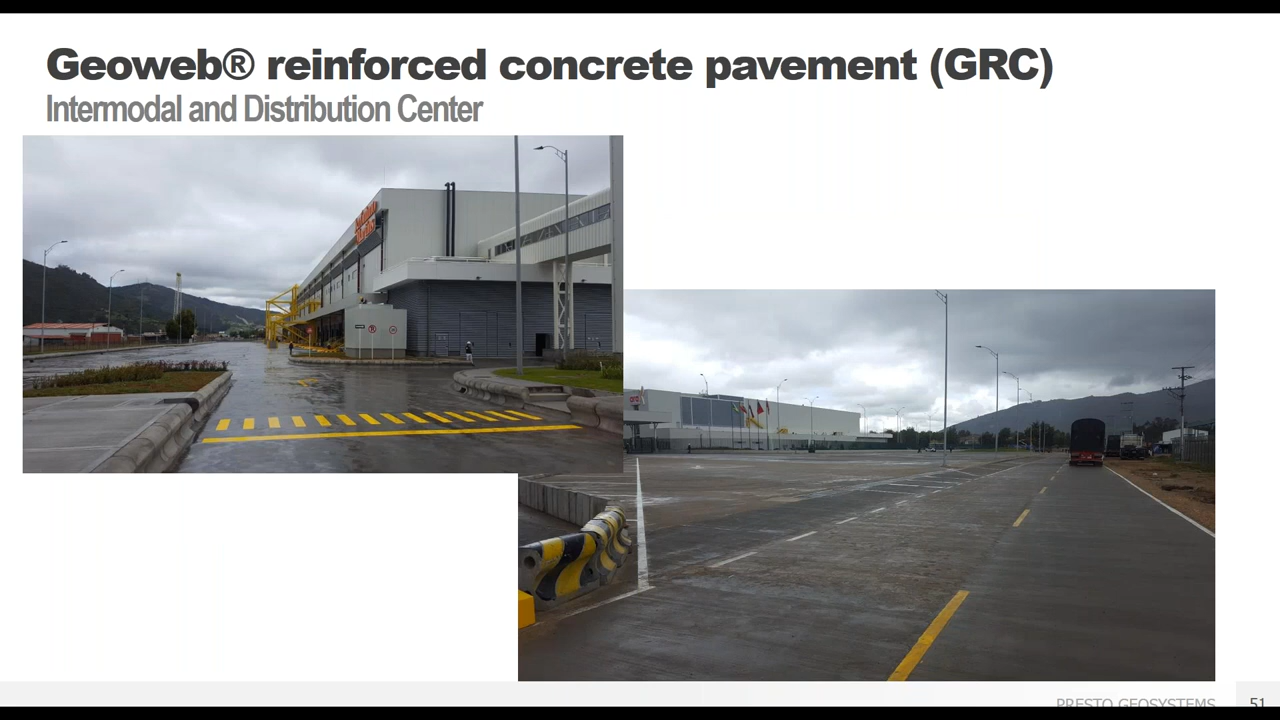 Geoweb® reinforced concrete pavement (GRC)
Intermodal and Distribution Center
PRESTO GEOSYSTEMS
51